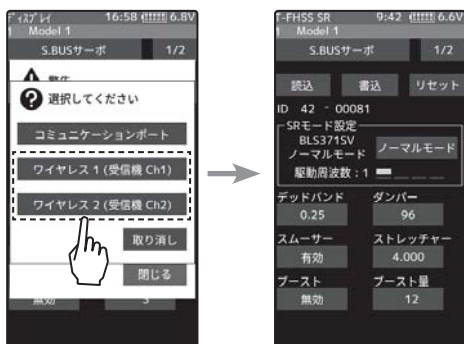 ディスプレイ 16:58 6.8V
Model 1
S.BUSサーボ 1/2
警告
選択してください
コミュニケーションポート
ワイヤレス 1 (受信機 Ch1)
ワイヤレス 2 (受信機 Ch2)
取り消し
閉じる
無効 3
T-FHSS SR 9:42 6.6V
1 Model 1
S.BUSサーボ 1/2
読込 書込 リセット
ID 42 - 00081
SRモード設定
BLS371SV
ノーマルモード ノーマルモード
駆動周波数 : 1
デッドバンド ダンパー
0.25 96
スムーサー ストレッチャー
有効 4.000
ブースト ブースト量
無効 12